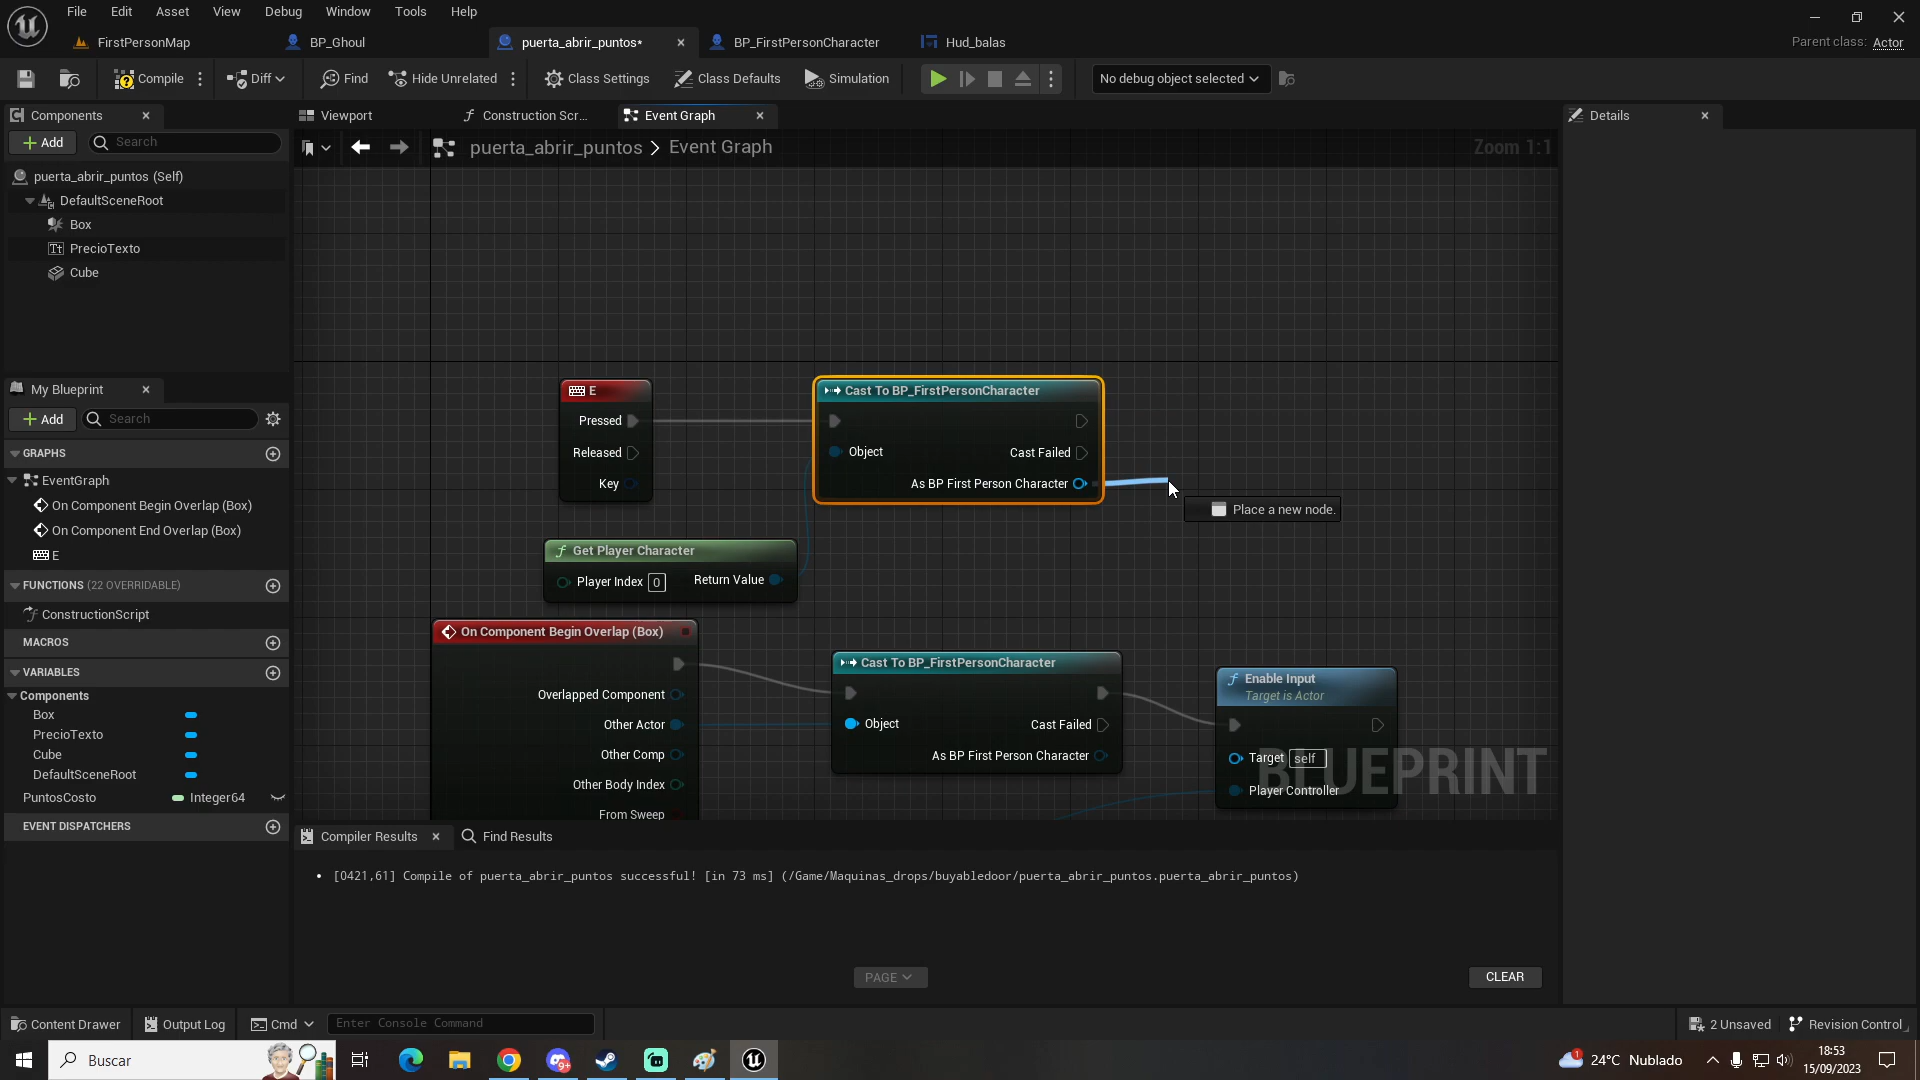 File Edit Asset View Debug Window Tools Help
FirstPersonMap BP_Ghoul puerta_abrir_puntos* BP_FirstPersonCharacter Hud_balas
Parent class: Actor
Compile Diff Find Hide Unrelated Class Settings Class Defaults Simulation No debug object selected
Components
Viewport Construction Scr... Event Graph
Details
Add Search
puerta_abrir_puntos > Event Graph
Zoom 1:1
puerta_abrir_puntos (Self)
DefaultSceneRoot
Box
PrecioTexto
Cube
My Blueprint
Add Search
GRAPHS
EventGraph
On Component Begin Overlap (Box)
On Component End Overlap (Box)
E
FUNCTIONS (22 OVERRIDABLE)
ConstructionScript
MACROS
VARIABLES
Components
Box
PrecioTexto
Cube
DefaultSceneRoot
PuntosCosto Integer64
EVENT DISPATCHERS
E
Pressed
Released
Key
Cast To BP_FirstPersonCharacter
Object
Cast Failed
As BP First Person Character
Place a new node.
Get Player Character
Player Index 0 Return Value
On Component Begin Overlap (Box)
Overlapped Component
Other Actor
Other Comp
Other Body Index
From Sweep
Cast To BP_FirstPersonCharacter
Object
Cast Failed
As BP First Person Character
Enable Input
Target is Actor
Target self
Player Controller
BLUEPRINT
Compiler Results Find Results
[0421,61] Compile of puerta_abrir_puntos successful! [in 73 ms] (/Game/Maquinas_drops/buyabledoor/puerta_abrir_puntos.puerta_abrir_puntos)
PAGE
CLEAR
Content Drawer Output Log Cmd Enter Console Command
2 Unsaved Revision Control
Buscar
24°C Nublado
18:53
15/09/2023